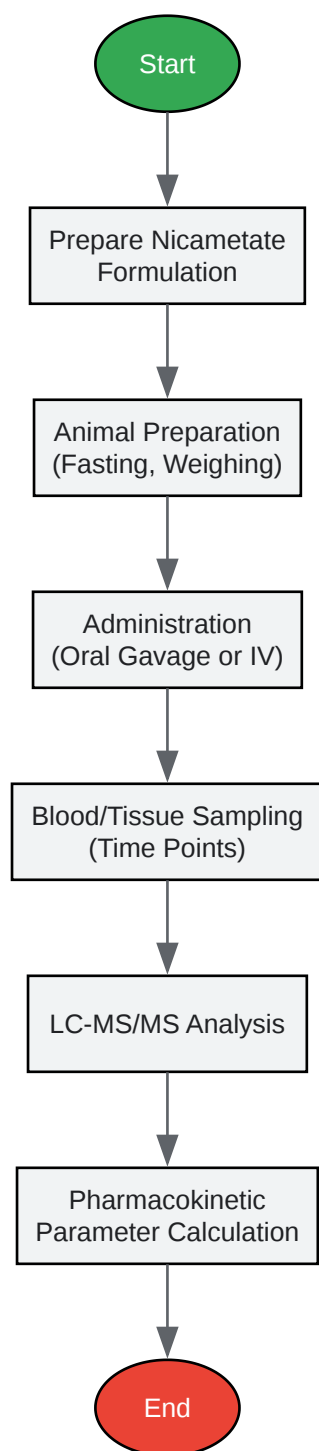 Start
Prepare Nicametate
Formulation
Animal Preparation
(Fasting, Weighing)
Administration
(Oral Gavage or IV)
Blood/Tissue Sampling
(Time Points)
LC-MS/MS Analysis
Pharmacokinetic
Parameter Calculation
End